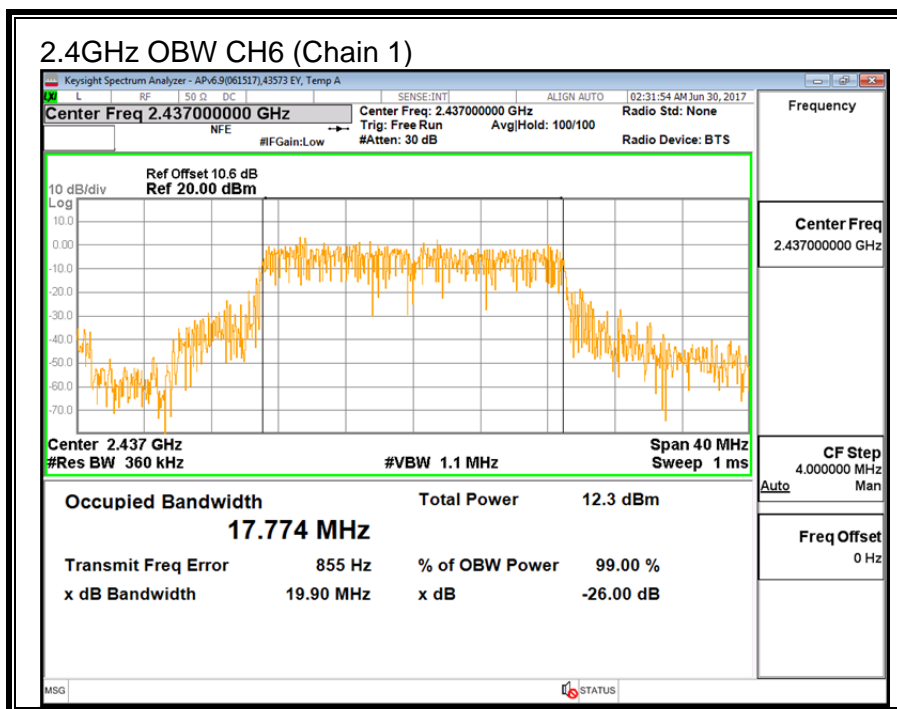 2.4GHz OBW CH6 (Chain 1)
Keysight Spectrum Analyzer - APv6.9(061517),43573 EY, Temp A
LXI L RF 50 Ω DC SENSE:INT ALIGN AUTO 02:31:54 AM Jun 30, 2017
Center Freq 2.437000000 GHz
NFE
#IFGain:Low
Center Freq: 2.437000000 GHz
Trig: Free Run Avg|Hold: 100/100
#Atten: 30 dB
Radio Std: None
Radio Device: BTS
Ref Offset 10.6 dB
10 dB/div Ref 20.00 dBm
Log
10.0
0.00
-10.0
-20.0
-30.0
-40.0
-50.0
-60.0
-70.0
Center 2.437 GHz Span 40 MHz
#Res BW 360 kHz #VBW 1.1 MHz Sweep 1 ms
Occupied Bandwidth Total Power 12.3 dBm
17.774 MHz
Transmit Freq Error 855 Hz % of OBW Power 99.00 %
x dB Bandwidth 19.90 MHz x dB -26.00 dB
MSG STATUS
Frequency
Center Freq
2.437000000 GHz
CF Step
4.000000 MHz
Auto Man
Freq Offset
0 Hz